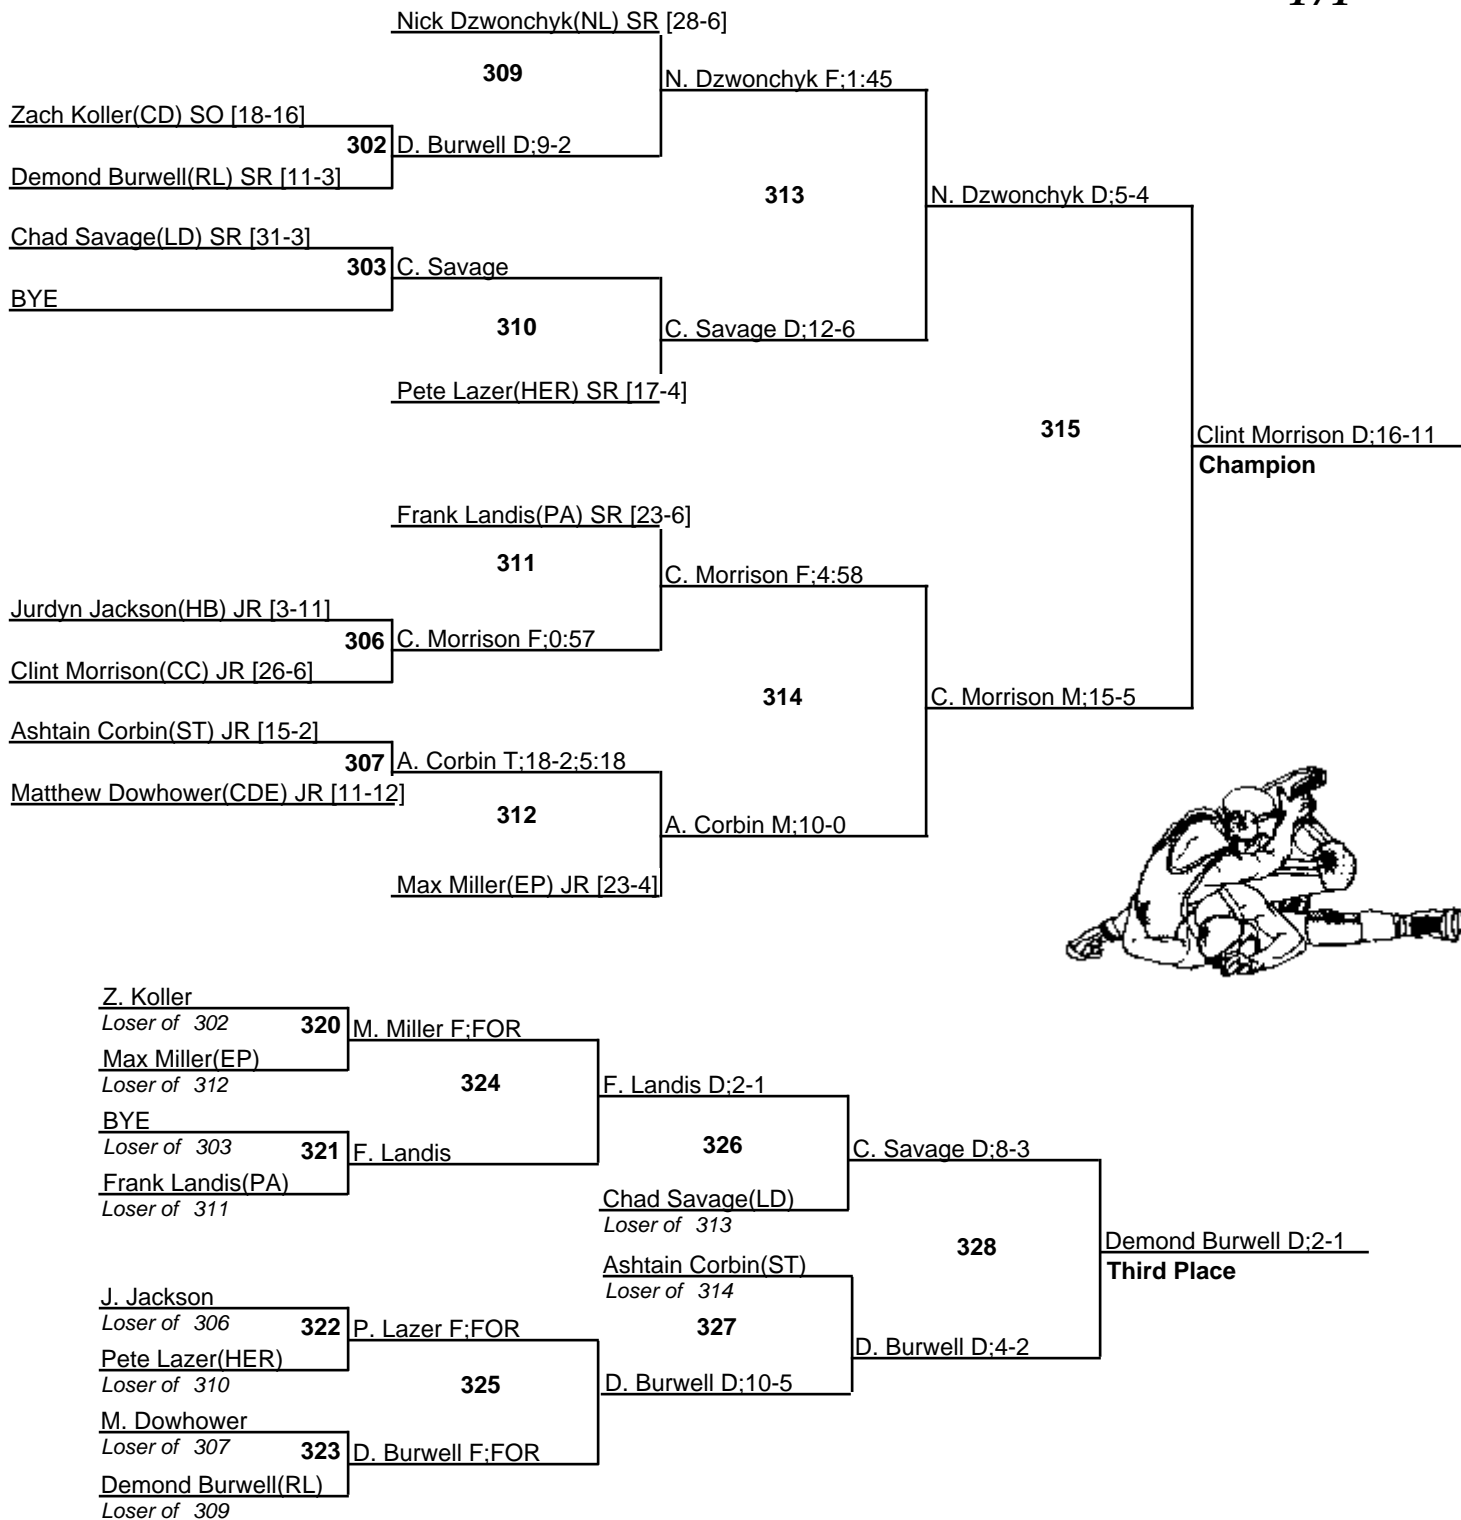 Nick Dzwonchyk(NL) SR [28-6]
309
N. Dzwonchyk F;1:45
Zach Koller(CD) SO [18-16]
302
D. Burwell D;9-2
Demond Burwell(RL) SR [11-3]
313
N. Dzwonchyk D;5-4
Chad Savage(LD) SR [31-3]
303
C. Savage
BYE
310
C. Savage D;12-6
Pete Lazer(HER) SR [17-4]
315
Clint Morrison D;16-11
Champion
Frank Landis(PA) SR [23-6]
311
C. Morrison F;4:58
Jurdyn Jackson(HB) JR [3-11]
306
C. Morrison F;0:57
Clint Morrison(CC) JR [26-6]
314
C. Morrison M;15-5
Ashtain Corbin(ST) JR [15-2]
307
A. Corbin T;18-2;5:18
Matthew Dowhower(CDE) JR [11-12]
312
A. Corbin M;10-0
Max Miller(EP) JR [23-4]
Z. Koller
Loser of 302
320
M. Miller F;FOR
Max Miller(EP)
Loser of 312
324
F. Landis D;2-1
BYE
Loser of 303
321
F. Landis
326
C. Savage D;8-3
Frank Landis(PA)
Loser of 311
Chad Savage(LD)
Loser of 313
328
Demond Burwell D;2-1
Third Place
Ashtain Corbin(ST)
Loser of 314
J. Jackson
Loser of 306
322
P. Lazer F;FOR
327
D. Burwell D;4-2
Pete Lazer(HER)
Loser of 310
325
D. Burwell D;10-5
M. Dowhower
Loser of 307
323
D. Burwell F;FOR
Demond Burwell(RL)
Loser of 309